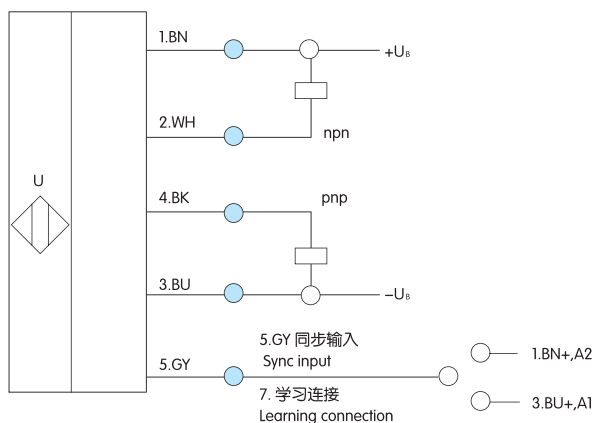 1.BN
+UB
2.WH
npn
U
4.BK
pnp
3.BU
–UB
5.GY 同步输入
Sync input
1.BN+,A2
5.GY
7. 学习连接
3.BU+,A1
Learning connection